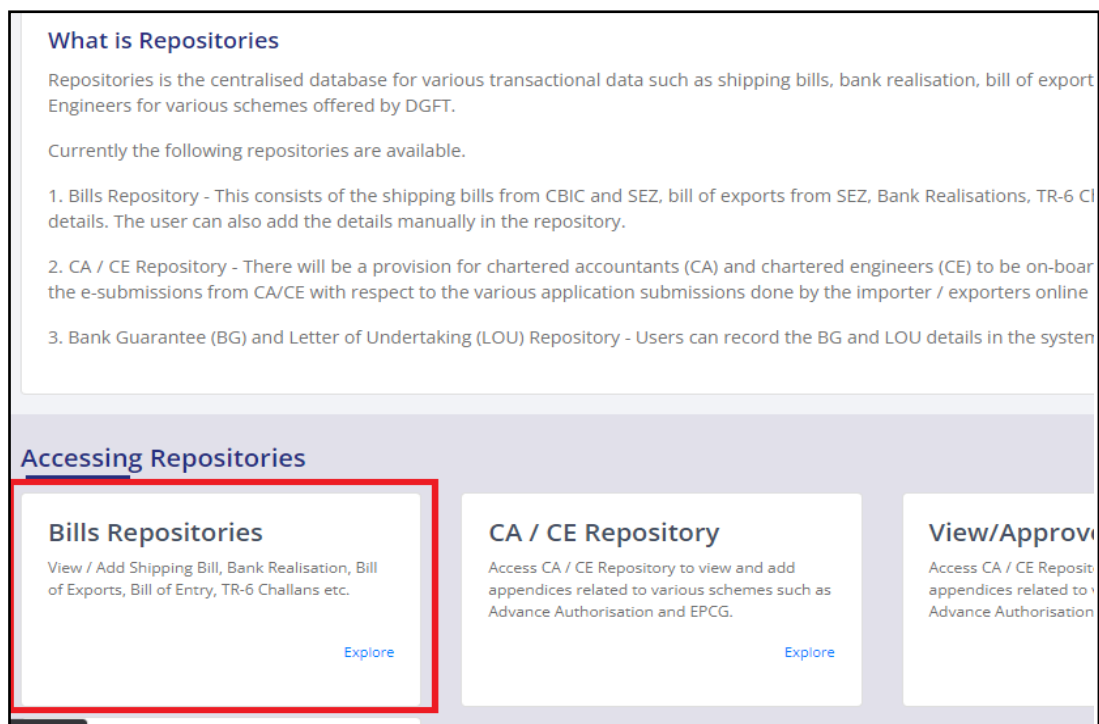 What is Repositories
Repositories is the centralised database for various transactional data such as shipping bills, bank realisation, bill of export
Engineers for various schemes offered by DGFT.
Currently the following repositories are available.
1. Bills Repository - This consists of the shipping bills from CBIC and SEZ, bill of exports from SEZ, Bank Realisations, TR-6
details. The user can also add the details manually in the repository.
2. CA / CE Repository - There will be a provision for chartered accountants (CA) and chartered engineers (CE) to be
the e-submissions from CA/CE with respect to the various application submissions done by the importer / exporters online
3. Bank Guarantee (BG) and Letter of Undertaking (LOU) Repository - Users can record the BG and LOU details in the system
Accessing Repositories
Bills Repositories
View / Add Shipping Bill, Bank Realisation, Bill
of Exports, Bill of Entry, TR-6 Challans etc.
Explore
CA / CE Repository
Access CA / CE Repository to view and add
appendices related to various schemes such as
Advance Authorisation and EPCG.
Explore
View/Approv
Access CA / CE Reposit
appendices related to
Advance Authorisation